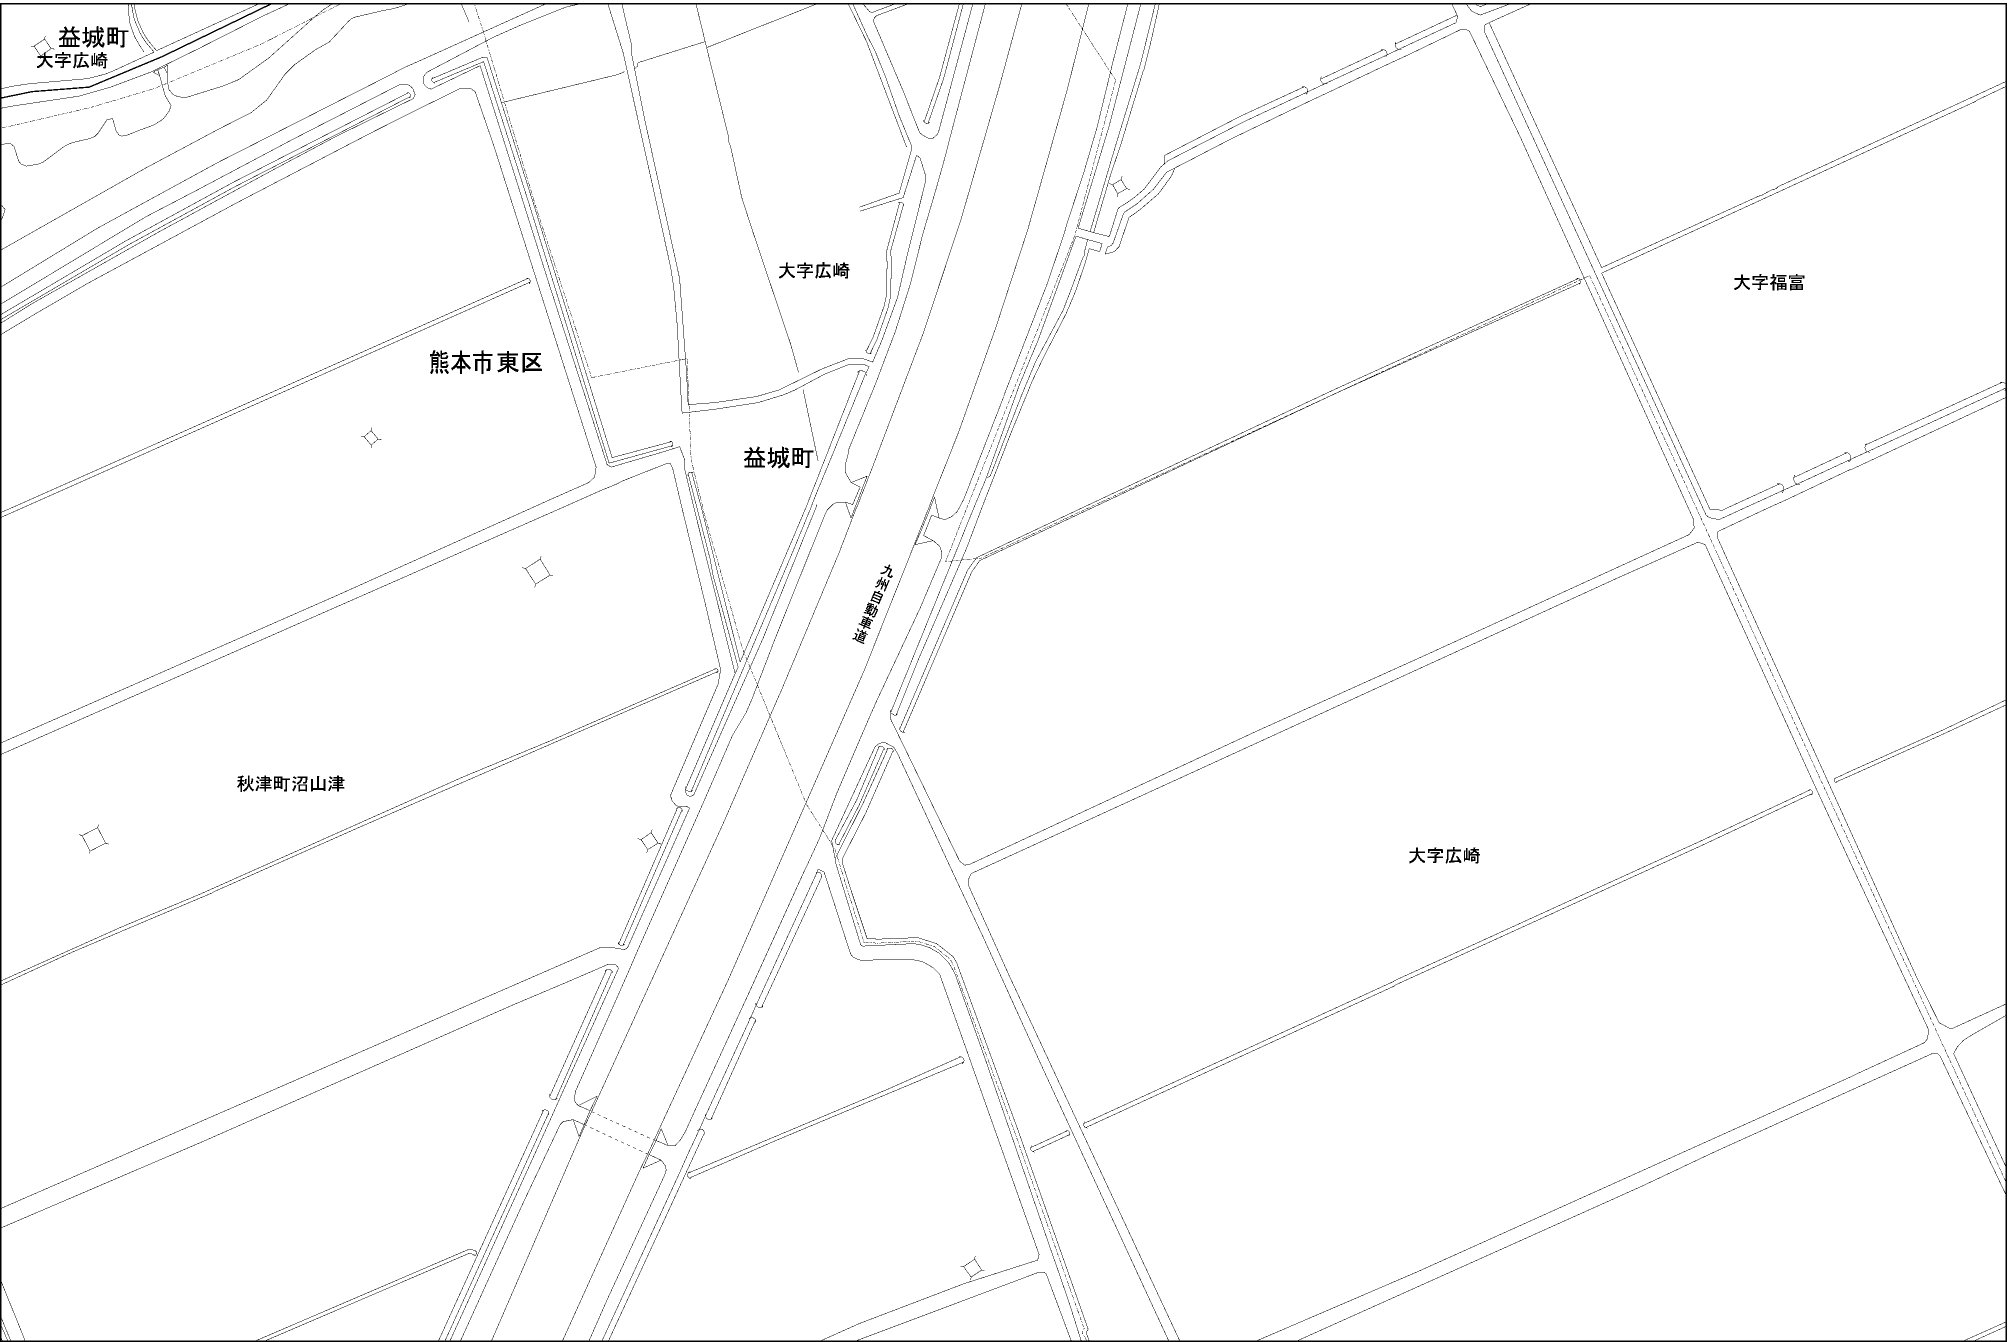 益城町
大字広崎
大字広崎
大字福富
熊本市東区
益城町
九州自動車道
秋津町沼山津
大字広崎